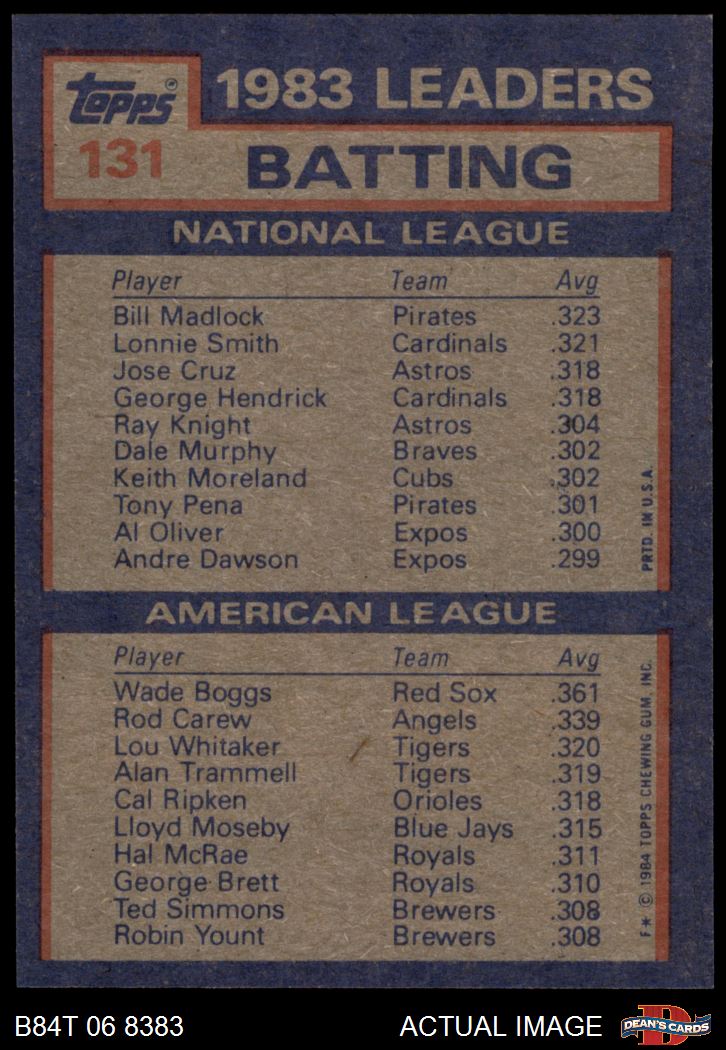 Topps®
1983 LEADERS
131
BATTING
NATIONAL LEAGUE
Player Team Avg
Bill Madlock Pirates .323
Lonnie Smith Cardinals .321
Jose Cruz Astros .318
George Hendrick Cardinals .318
Ray Knight Astros .304
Dale Murphy Braves .302
Keith Moreland Cubs .302
Tony Pena Pirates .301
Al Oliver Expos .300
Andre Dawson Expos .299
PRTD. IN U.S.A.
AMERICAN LEAGUE
Player Team Avg
Wade Boggs Red Sox .361
Rod Carew Angels .339
Lou Whitaker Tigers .320
Alan Trammell Tigers .319
Cal Ripken Orioles .318
Lloyd Moseby Blue Jays .315
Hal McRae Royals .311
George Brett Royals .310
Ted Simmons Brewers .308
Robin Yount Brewers .308
F* © 1984 TOPPS CHEWING GUM, INC.
B84T 06 8383
ACTUAL IMAGE
D
DEAN'S CARDS